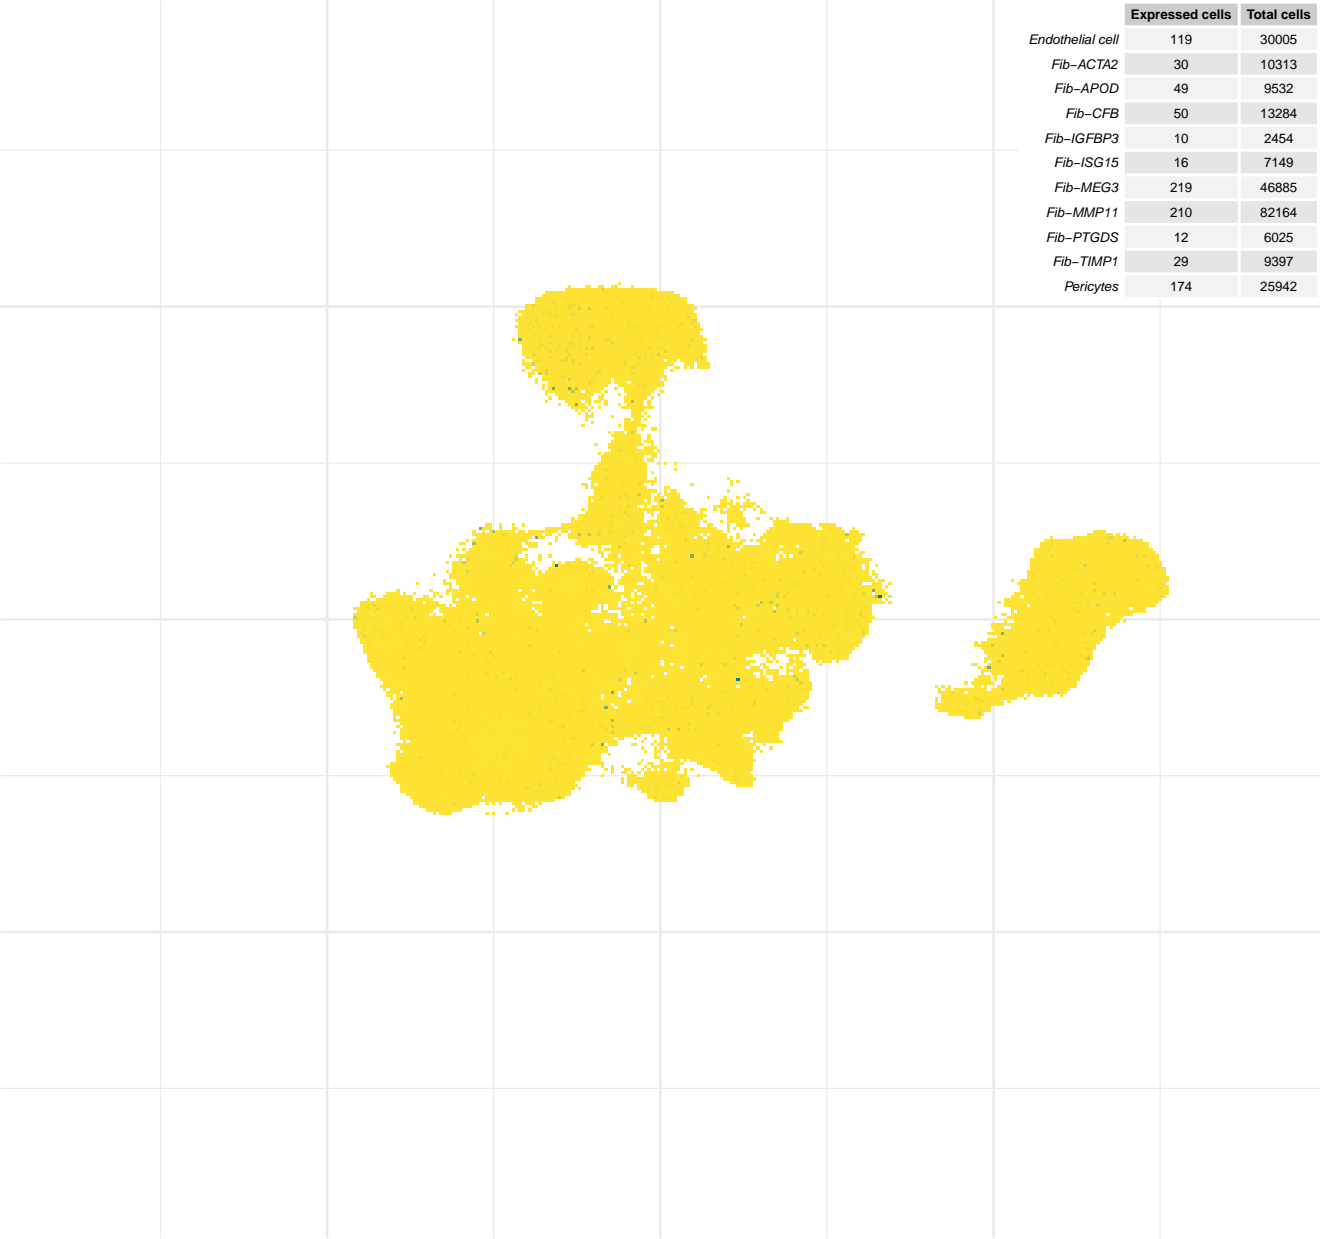 Expressed cells Total cells
Endothelial cell 119 30005
Fib−ACTA2 30 10313
Fib−APOD 49 9532
Fib−CFB 50 13284
Fib−IGFBP3 10 2454
Fib−ISG15 16 7149
Fib−MEG3 219 46885
Fib−MMP11 210 82164
Fib−PTGDS 12 6025
Fib−TIMP1 29 9397
Pericytes 174 25942